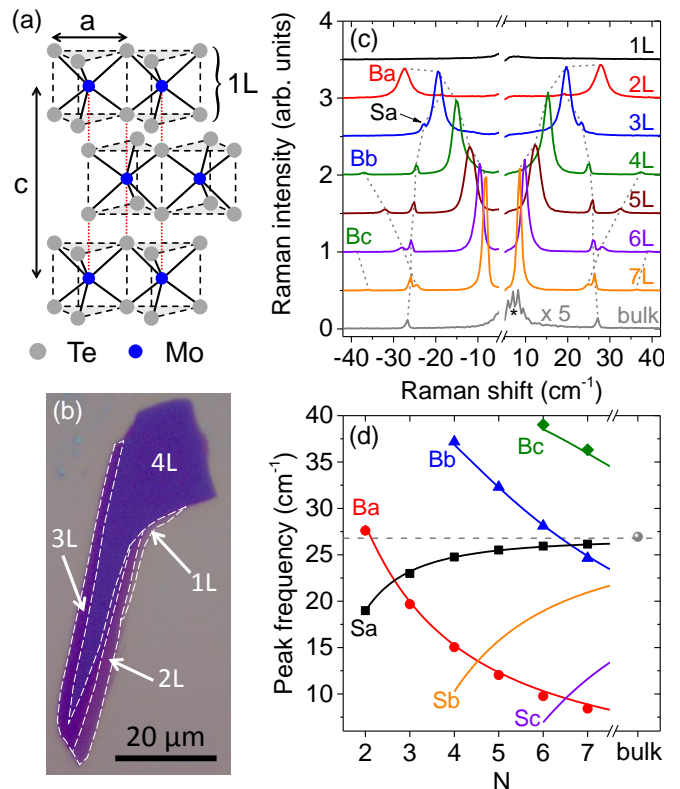 (a)
a
1L
c
Te
Mo
(b)
4L
3L
1L
2L
20 µm
(c)
Raman intensity (arb. units)
4
3
2
1
0
Ba
Sa
Bb
Bc
1L
2L
3L
4L
5L
6L
7L
*
x 5
bulk
-40 -30 -20 -10 10 20 30 40
Raman shift (cm⁻¹)
(d)
Peak frequency (cm⁻¹)
40
35
30
25
20
15
10
Bc
Bb
Ba
Sa
Sb
Sc
2 3 4 5 6 7 bulk
N